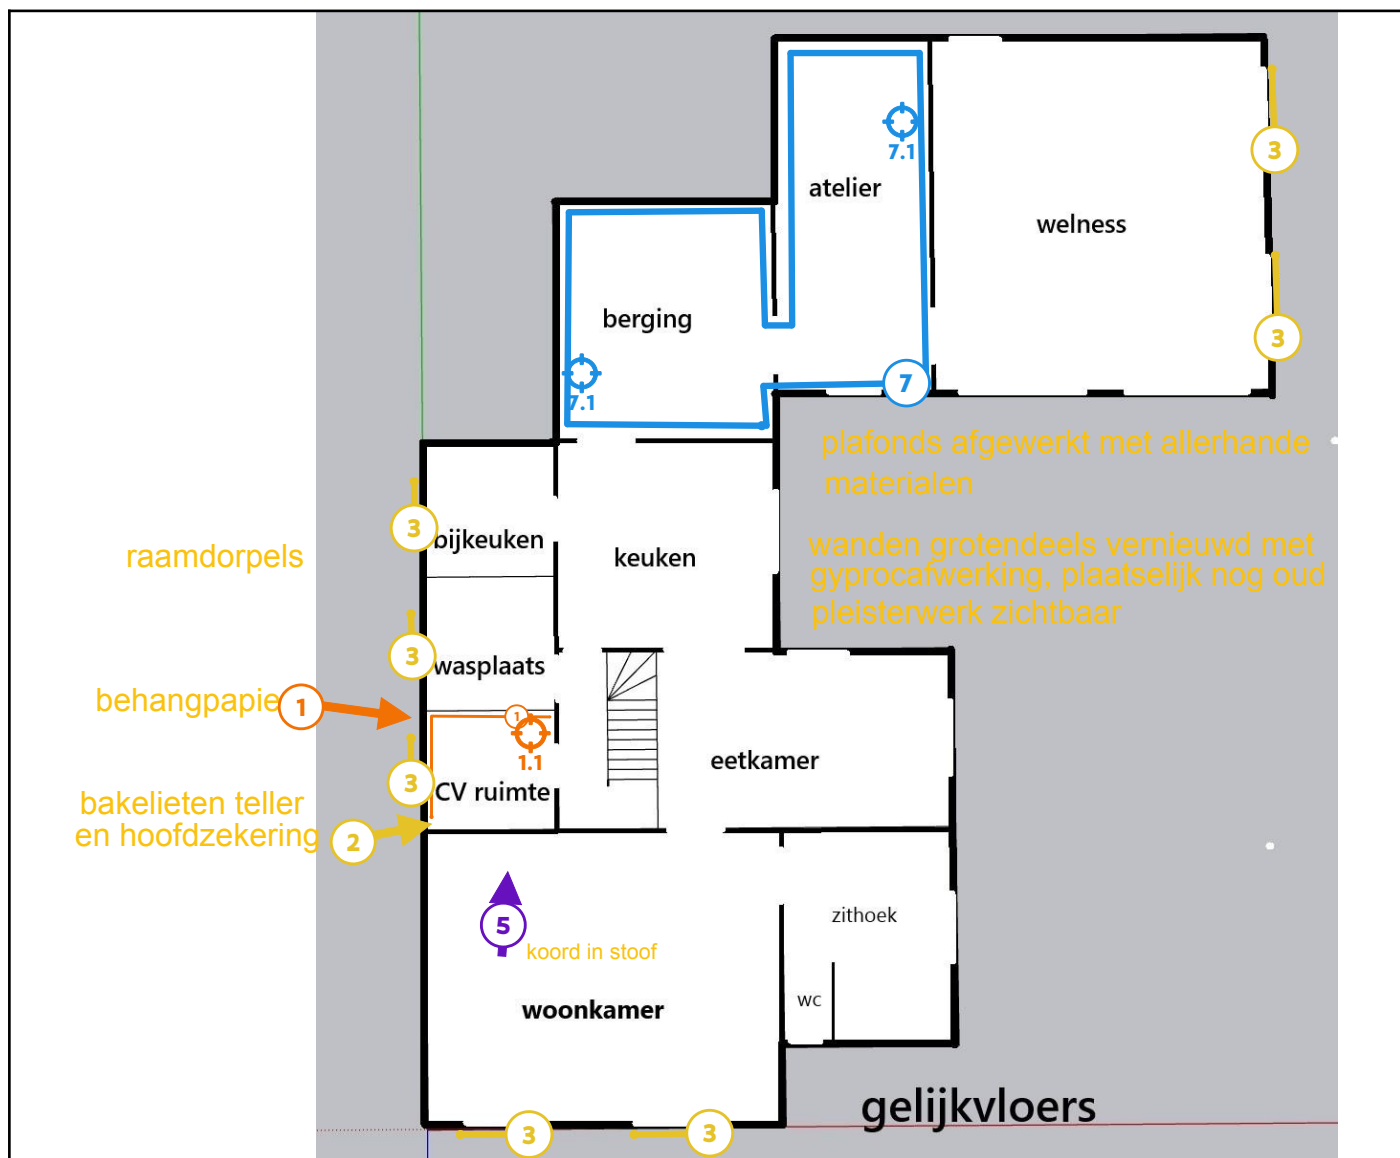 7.1
3
atelier
welness
berging
3
7
7.1
plafonds afgewerkt met allerhande
materialen
3
bijkeuken
keuken
raamdorpels
wanden grotendeels vernieuwd met
gyprocafwerking, plaatselijk nog oud
pleisterwerk zichtbaar
3
wasplaats
behangpapie
1
1
1.1
eetkamer
3
CV ruimte
bakelieten teller
en hoofdzekering
2
zithoek
5
koord in stoof
wc
woonkamer
gelijkvloers
3
3